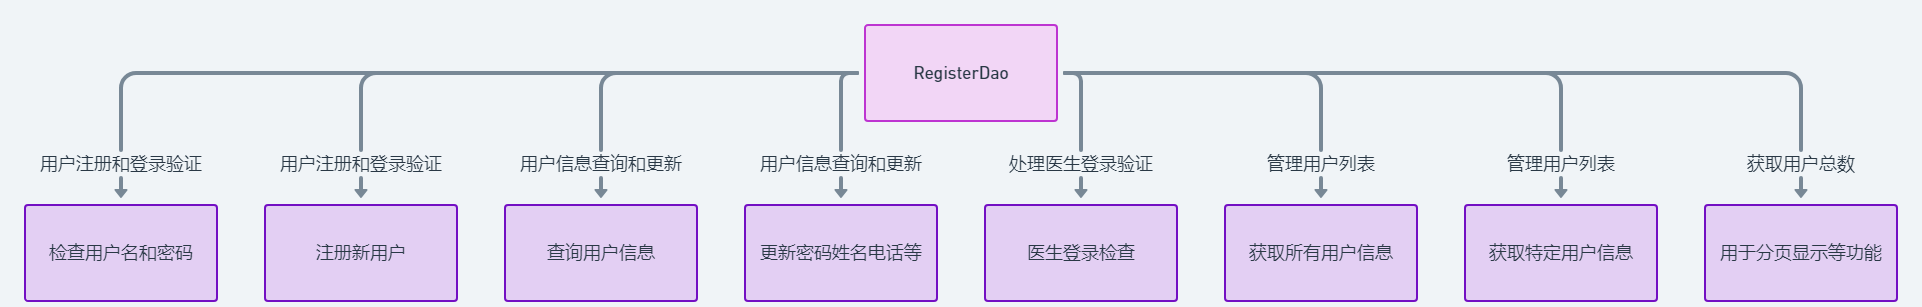 RegisterDao
用户注册和登录验证
用户注册和登录验证
用户信息查询和更新
用户信息查询和更新
处理医生登录验证
管理用户列表
管理用户列表
获取用户总数
检查用户名和密码
注册新用户
查询用户信息
更新密码姓名电话等
医生登录检查
获取所有用户信息
获取特定用户信息
用于分页显示等功能